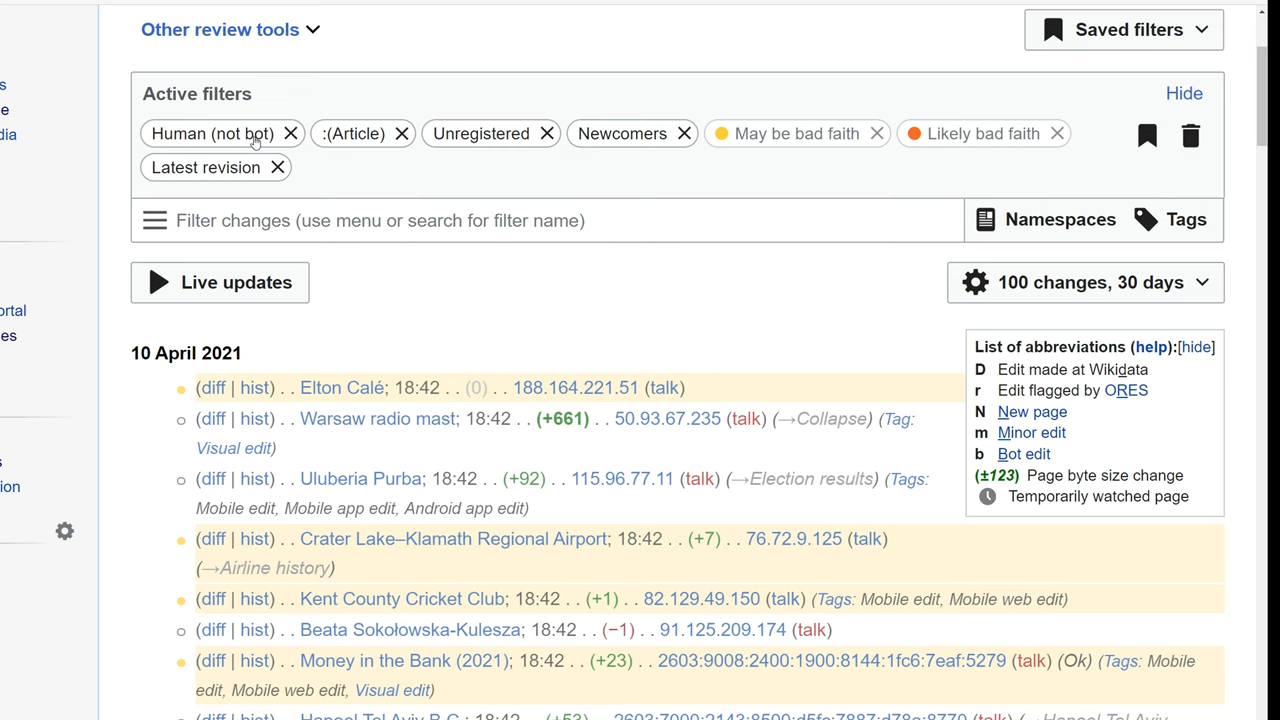 Other review tools
Saved filters
s
e
dia
ortal
es
s
ion
Active filters
Hide
Human (not bot)
:(Article)
Unregistered
Newcomers
May be bad faith
Likely bad faith
Latest revision
Filter changes (use menu or search for filter name)
Namespaces
Tags
Live updates
100 changes, 30 days
10 April 2021
List of abbreviations (help):[hide]
D Edit made at Wikidata
r Edit flagged by ORES
N New page
m Minor edit
b Bot edit
(±123) Page byte size change
Temporarily watched page
(diff | hist) . . Elton Calé; 18:42 . . (0) . . 188.164.221.51 (talk)
(diff | hist) . . Warsaw radio mast; 18:42 . . (+661) . . 50.93.67.235 (talk) (→Collapse) (Tag:
Visual edit)
(diff | hist) . . Uluberia Purba; 18:42 . . (+92) . . 115.96.77.11 (talk) (→Election results) (Tags:
Mobile edit, Mobile app edit, Android app edit)
(diff | hist) . . Crater Lake–Klamath Regional Airport; 18:42 . . (+7) . . 76.72.9.125 (talk)
(→Airline history)
(diff | hist) . . Kent County Cricket Club; 18:42 . . (+1) . . 82.129.49.150 (talk) (Tags: Mobile edit, Mobile web edit)
(diff | hist) . . Beata Sokołowska-Kulesza; 18:42 . . (−1) . . 91.125.209.174 (talk)
(diff | hist) . . Money in the Bank (2021); 18:42 . . (+23) . . 2603:9008:2400:1900:8144:1fc6:7eaf:5279 (talk) (Ok) (Tags: Mobile
edit, Mobile web edit, Visual edit)